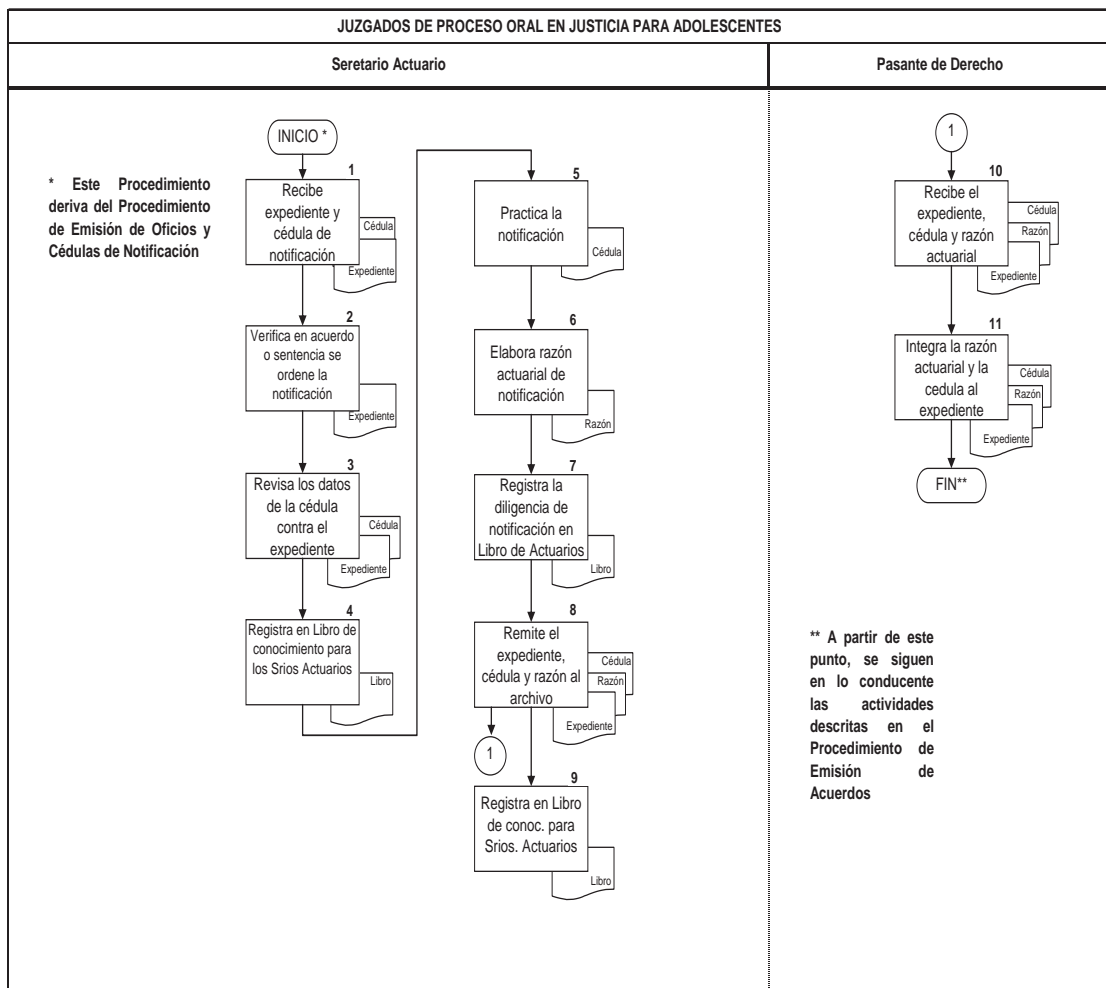 JUZGADOS DE PROCESO ORAL EN JUSTICIA PARA ADOLESCENTES
Seretario Actuario
Pasante de Derecho
* Este Procedimiento
deriva del Procedimiento
de Emisión de Oficios y
Cédulas de Notificación
INICIO *
1
Recibe
expediente y
cédula de
notificación
Cédula
Expediente
2
Verifica en acuerdo
o sentencia se
ordene la
notificación
Expediente
3
Revisa los datos
de la cédula
contra el
expediente
Cédula
Expediente
4
Registra en Libro de
conocimiento para
los Srios Actuarios
Libro
5
Practica la
notificación
Cédula
6
Elabora razón
actuarial de
notificación
Razón
7
Registra la
diligencia de
notificación en
Libro de Actuarios
Libro
8
Remite el
expediente,
cédula y razón al
archivo
Cédula
Razón
Expediente
1
9
Registra en Libro
de conoc. para
Srios. Actuarios
Libro
1
10
Recibe el
expediente,
cédula y razón
actuarial
Cédula
Razón
Expediente
11
Integra la razón
actuarial y la
cedula al
expediente
Cédula
Razón
Expediente
FIN**
** A partir de este
punto, se siguen
en lo conducente
las actividades
descritas en el
Procedimiento de
Emisión de
Acuerdos